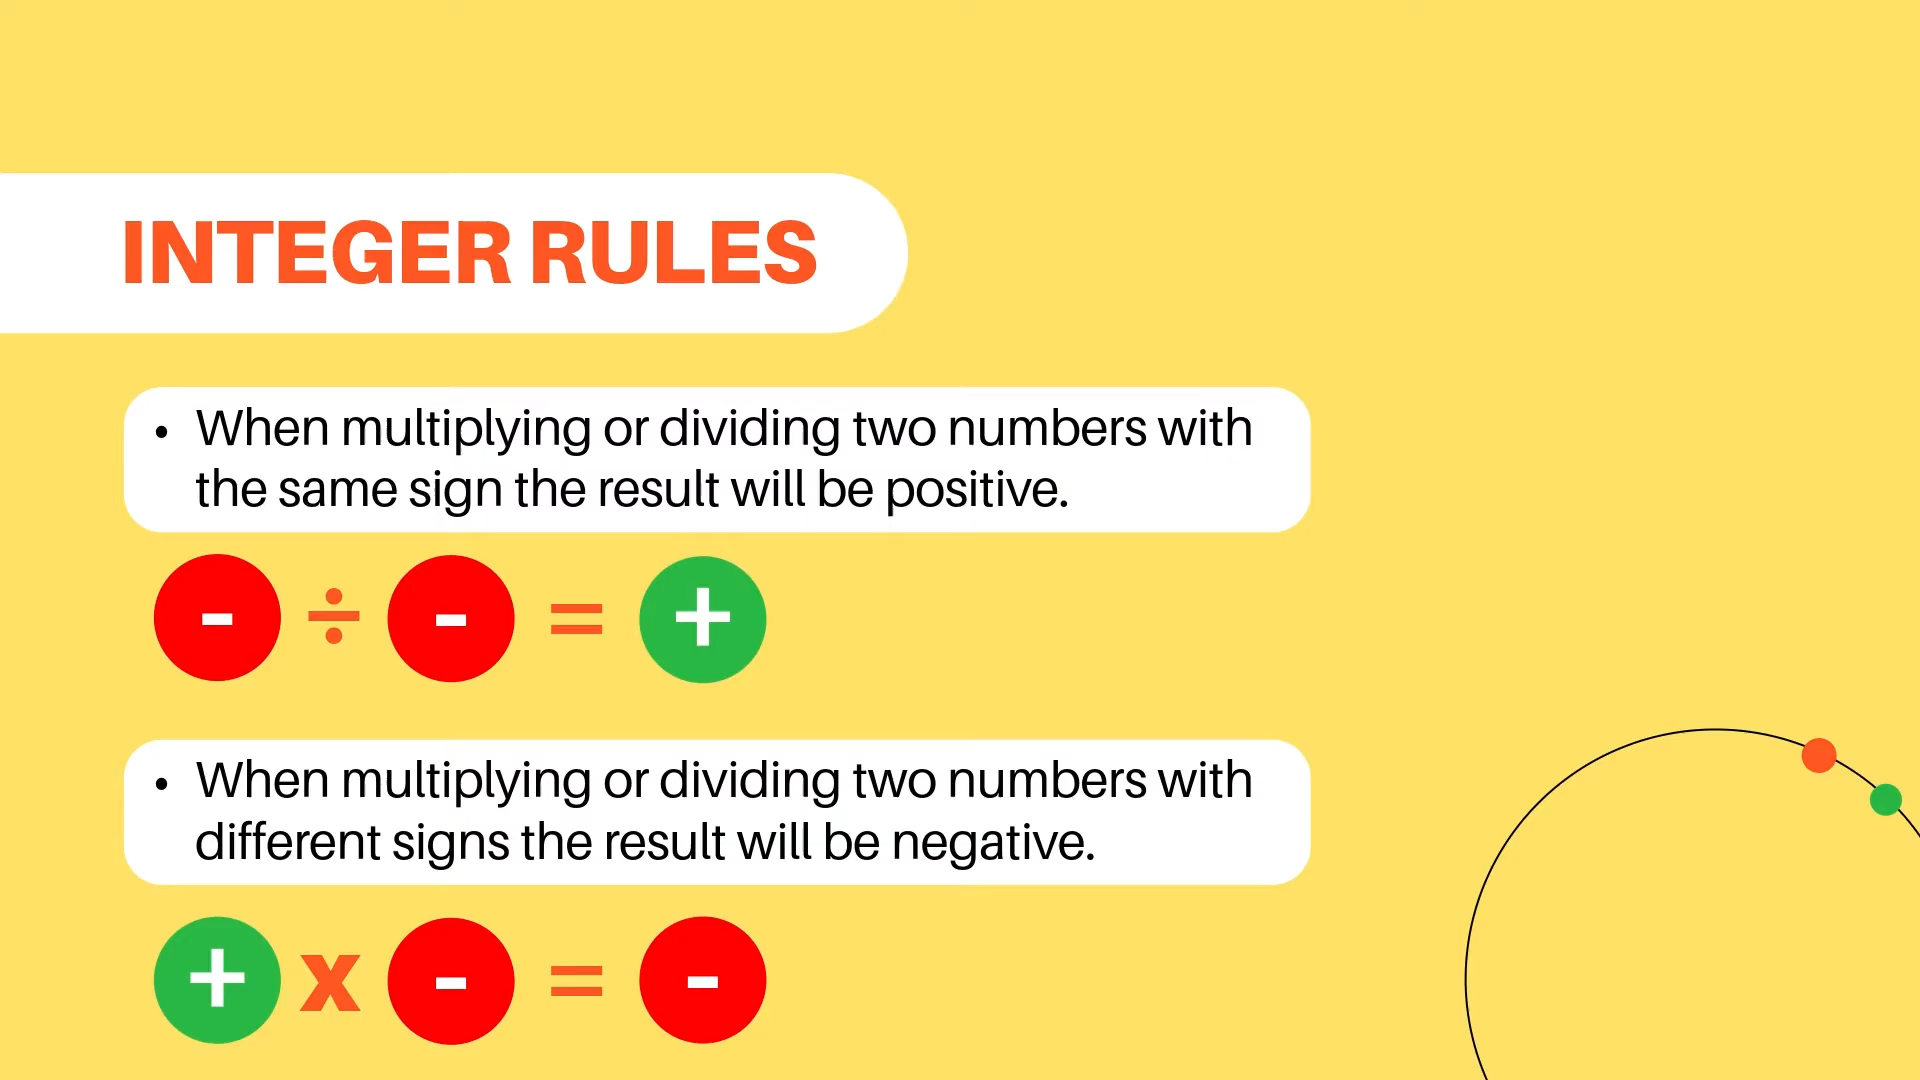 INTEGER RULES
• When multiplying or dividing two numbers with
the same sign the result will be positive.
- ÷ - = +
• When multiplying or dividing two numbers with
different signs the result will be negative.
+ x - = -